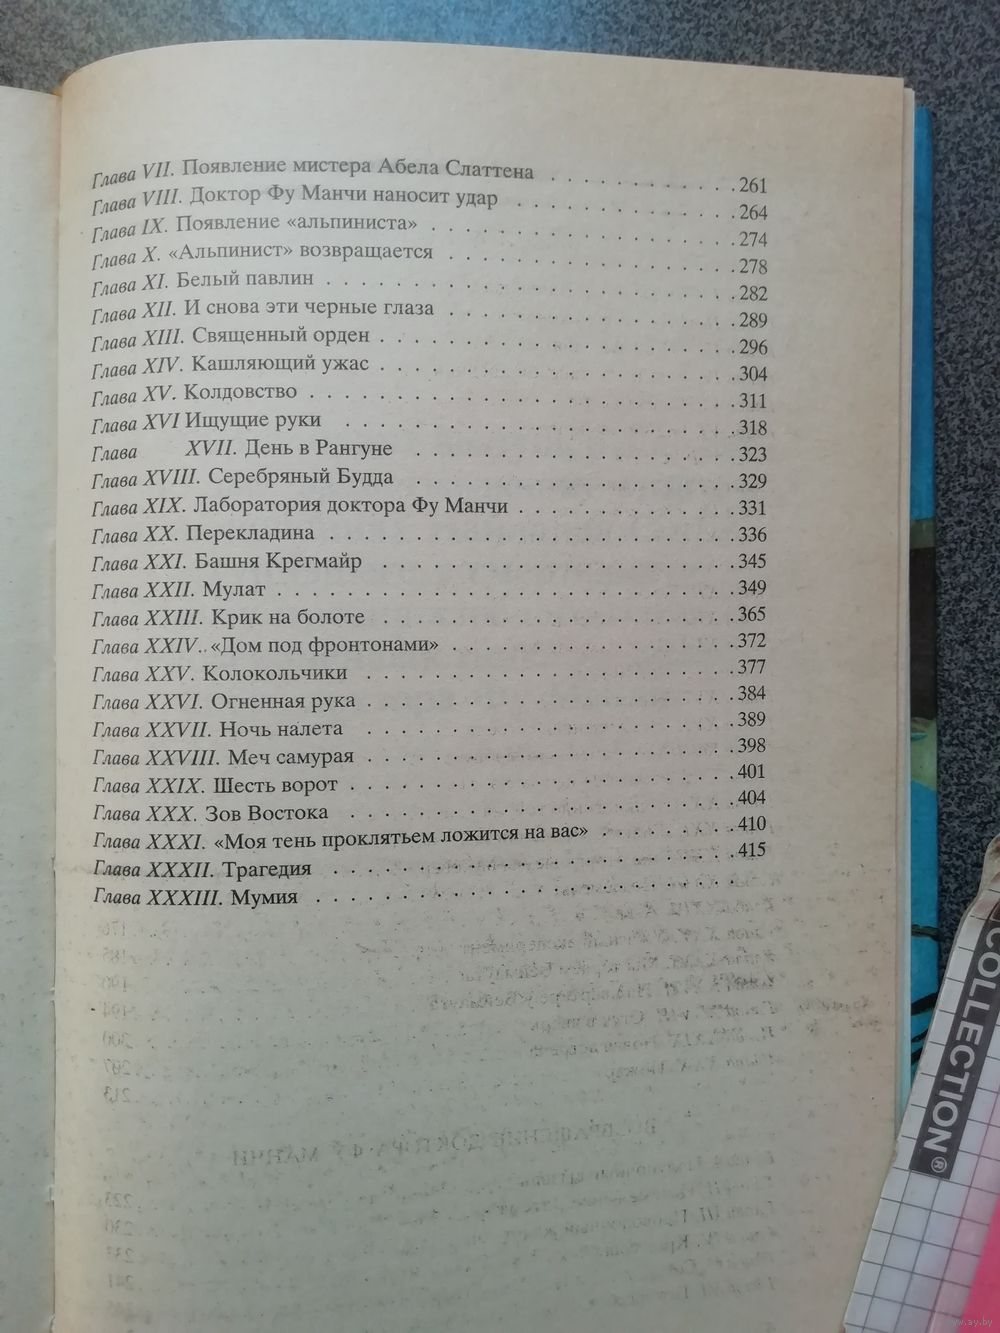 Глава VII. Появление мистера Абела Слаттена . . . . . . . . . . 261
Глава VIII. Доктор Фу Манчи наносит удар . . . . . . . . . . . 264
Глава IX. Появление «альпиниста» . . . . . . . . . . . . . . 274
Глава X. «Альпинист» возвращается . . . . . . . . . . . . . 278
Глава XI. Белый павлин . . . . . . . . . . . . . . . . . . 282
Глава XII. И снова эти черные глаза . . . . . . . . . . . . . 289
Глава XIII. Священный орден . . . . . . . . . . . . . . . . 296
Глава XIV. Кашляющий ужас . . . . . . . . . . . . . . . . 304
Глава XV. Колдовство . . . . . . . . . . . . . . . . . . . 311
Глава XVI Ищущие руки . . . . . . . . . . . . . . . . . . 318
Глава XVII. День в Рангуне . . . . . . . . . . . . . . . 323
Глава XVIII. Серебряный Будда . . . . . . . . . . . . . . . 329
Глава XIX. Лаборатория доктора Фу Манчи . . . . . . . . . . 331
Глава XX. Перекладина . . . . . . . . . . . . . . . . . . 336
Глава XXI. Башня Крегмайр . . . . . . . . . . . . . . . . 345
Глава XXII. Мулат . . . . . . . . . . . . . . . . . . . . 349
Глава XXIII. Крик на болоте . . . . . . . . . . . . . . . . 365
Глава XXIV. «Дом под фронтонами» . . . . . . . . . . . . . 372
Глава XXV. Колокольчики . . . . . . . . . . . . . . . . . 377
Глава XXVI. Огненная рука . . . . . . . . . . . . . . . . . 384
Глава XXVII. Ночь налета . . . . . . . . . . . . . . . . . 389
Глава XXVIII. Меч самурая . . . . . . . . . . . . . . . . . 398
Глава XXIX. Шесть ворот . . . . . . . . . . . . . . . . . 401
Глава XXX. Зов Востока . . . . . . . . . . . . . . . . . . 404
Глава XXXI. «Моя тень проклятьем ложится на вас» . . . . . . 410
Глава XXXII. Трагедия . . . . . . . . . . . . . . . . . . 415
Глава XXXIII. Мумия . . . . . . . . . . . . . . . . . . .
COLLECTION®
www.ay.by